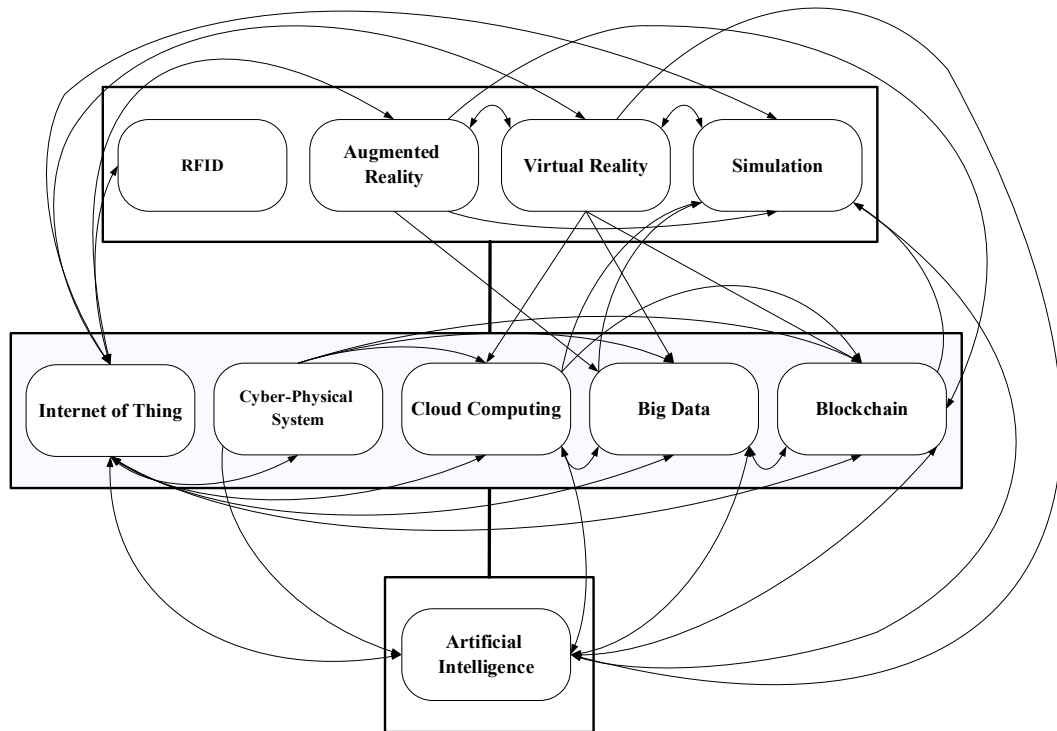 RFID
Augmented
Reality
Virtual Reality
Simulation
Internet of Thing
Cyber-Physical
System
Cloud Computing
Big Data
Blockchain
Artificial
Intelligence